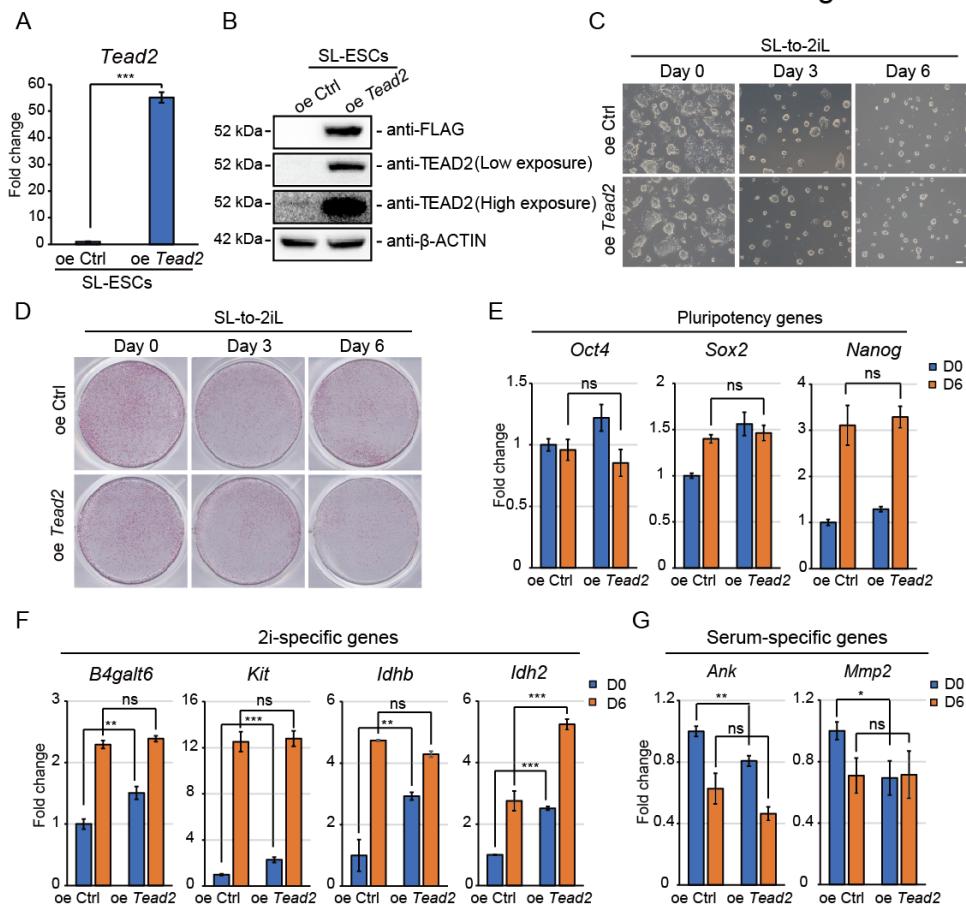 A
Tead2
***
60
50
40
30
20
10
0
Fold change
oe Ctrl oe Tead2
SL-ESCs
B
SL-ESCs
oe Ctrl
oe Tead2
52 kDa - anti-FLAG
52 kDa - anti-TEAD2 (Low exposure)
52 kDa - anti-TEAD2 (High exposure)
42 kDa - anti-β-ACTIN
C
SL-to-2iL
Day 0 Day 3 Day 6
oe Ctrl
oe Tead2
D
SL-to-2iL
Day 0 Day 3 Day 6
oe Ctrl
oe Tead2
E
Pluripotency genes
Oct4 Sox2 Nanog
D0
D6
Fold change
1.5
1
0.5
0
ns
oe Ctrl oe Tead2
2
1.5
1
0.5
0
ns
oe Ctrl oe Tead2
4
3
2
1
0
ns
oe Ctrl oe Tead2
F
2i-specific genes
B4galt6 Kit Idhb Idh2
D0
D6
Fold change
3
2
1
0
ns
**
oe Ctrl oe Tead2
16
12
8
4
0
ns
***
oe Ctrl oe Tead2
6
4
2
0
ns
**
oe Ctrl oe Tead2
6
4
2
0
***
***
oe Ctrl oe Tead2
G
Serum-specific genes
Ank Mmp2
D0
D6
1.2
0.8
0.4
0
**
ns
oe Ctrl oe Tead2
1.2
0.8
0.4
0
*
ns
oe Ctrl oe Tead2